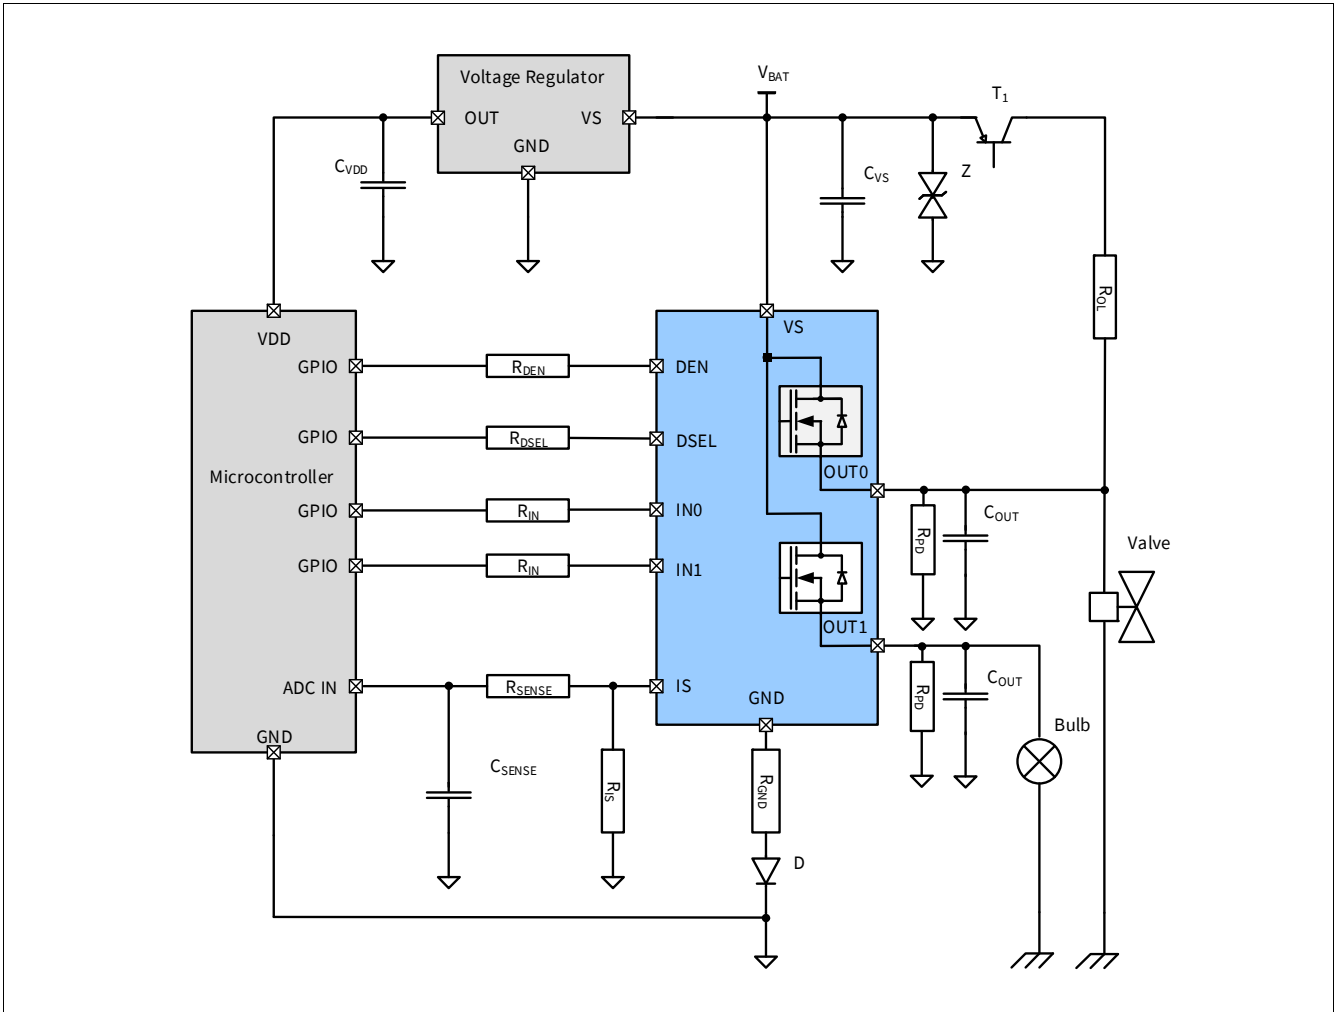 Voltage Regulator
OUT
VS
GND
VBAT
T1
CVDD
CVS
Z
ROL
VDD
VS
GPIO
RDEN
DEN
GPIO
RDSEL
DSEL
Microcontroller
OUT0
GPIO
RIN
IN0
RPD
COUT
Valve
GPIO
RIN
IN1
OUT1
ADC IN
RSENSE
IS
GND
RPD
COUT
GND
Bulb
CSENSE
RIS
RGND
D